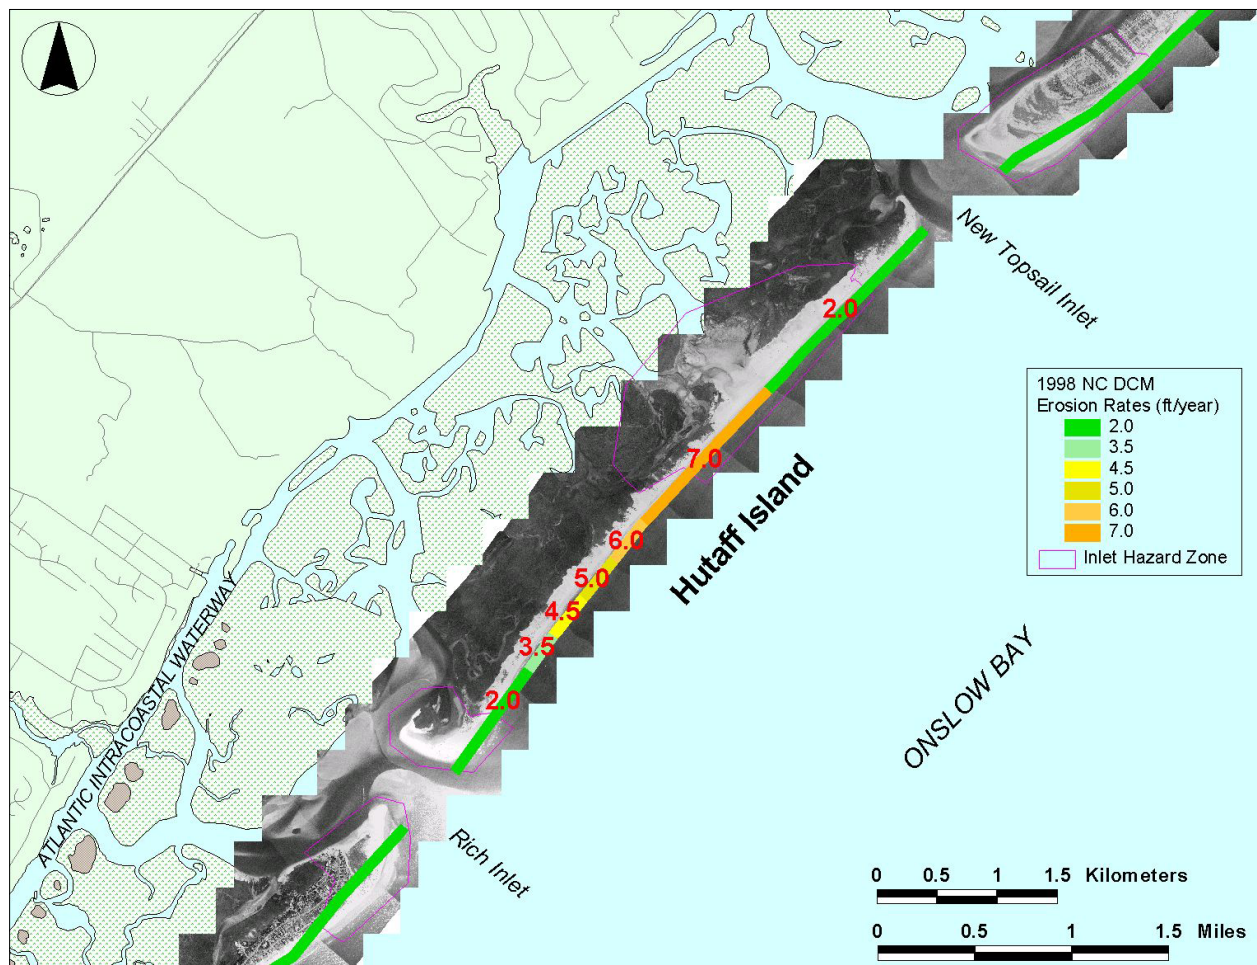 New Topsail Inlet
2.0
1998 NC DCM
Erosion Rates (ft/year)
2.0
3.5
4.5
5.0
6.0
7.0
Inlet Hazard Zone
7.0
Hutaff Island
6.0
5.0
4.5
3.5
2.0
ATLANTIC INTRACOASTAL WATERWAY
ONSLOW BAY
Rich Inlet
0 0.5 1 1.5 Kilometers
0 0.5 1 1.5 Miles